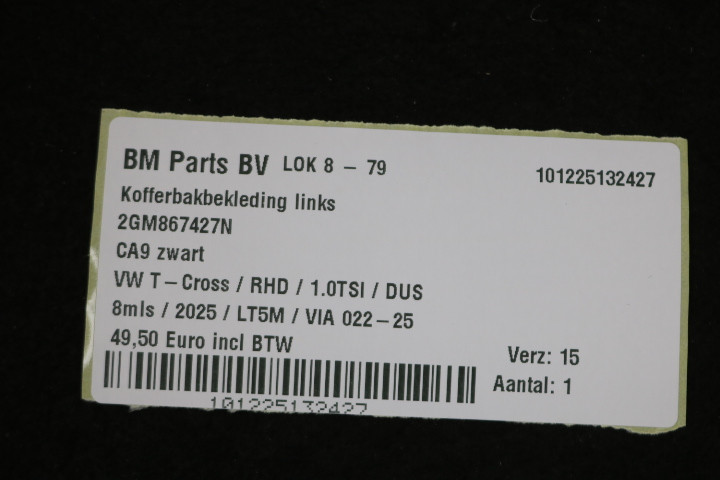 BM Parts BV LOK 8 - 79
101225132427
Kofferbakbekleding links
2GM867427N
CA9 zwart
VW T-Cross / RHD / 1.0TSI / DUS
8mls / 2025 / LT5M / VIA 022-25
49,50 Euro incl BTW
Verz: 15
Aantal: 1
101225132427